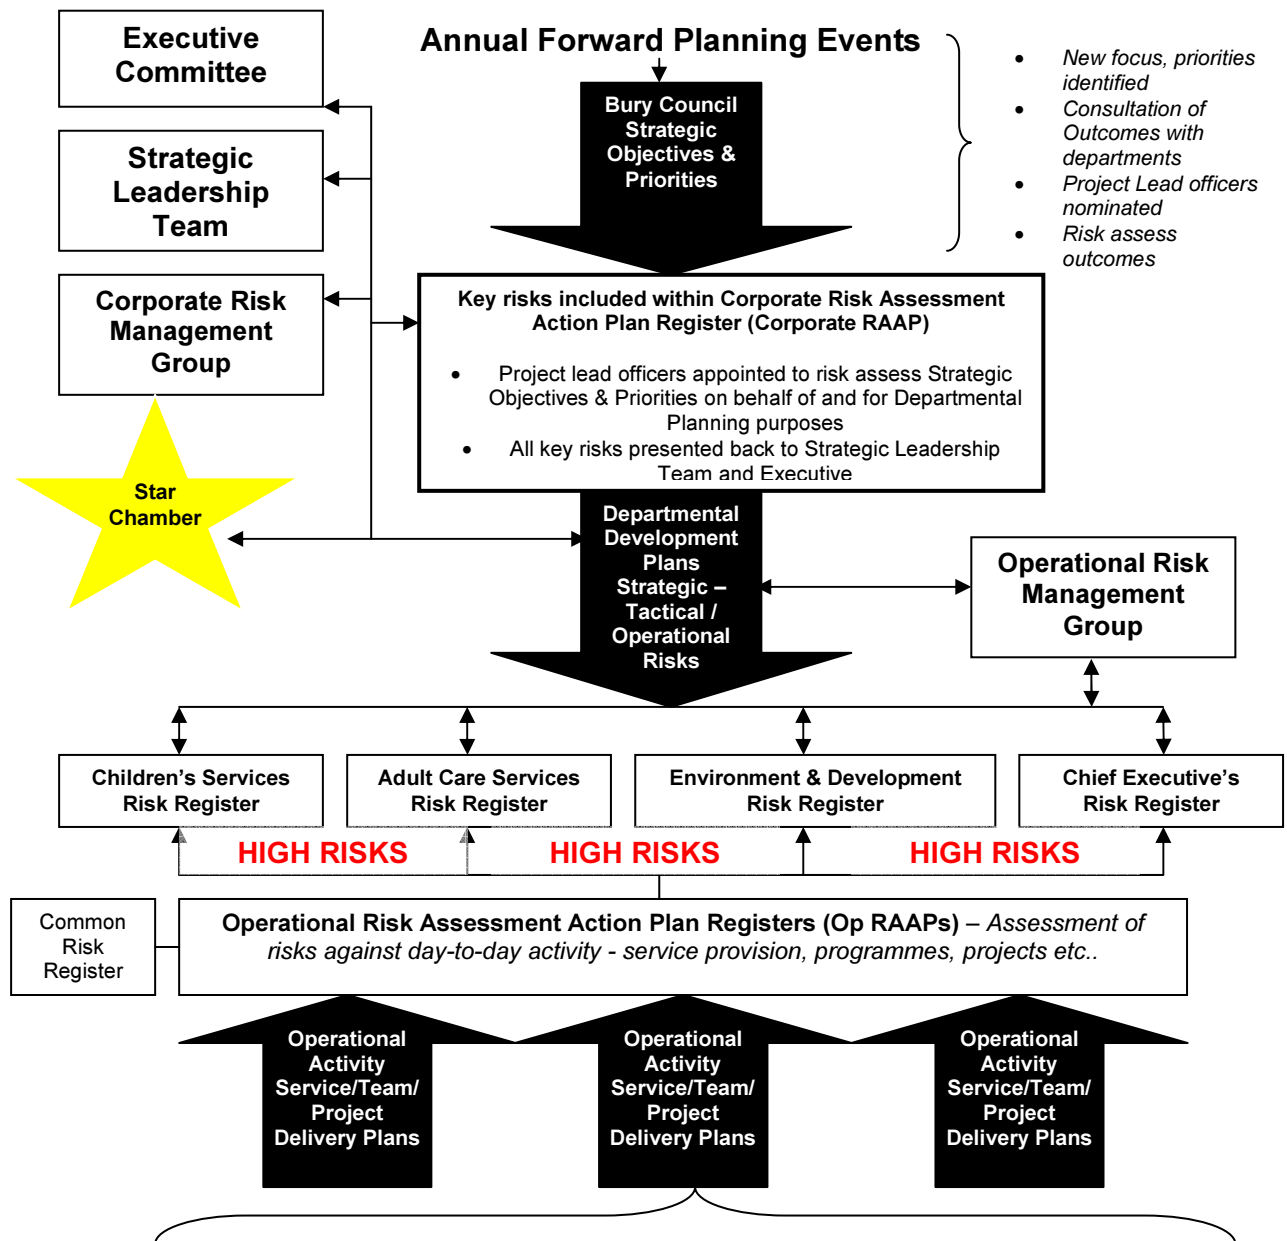 Executive
Committee
Annual Forward Planning Events
• New focus, priorities
identified
• Consultation of
Outcomes with
departments
• Project Lead officers
nominated
• Risk assess
outcomes
Bury Council
Strategic
Objectives &
Priorities
Strategic
Leadership
Team
Corporate Risk
Management
Group
Key risks included within Corporate Risk Assessment
Action Plan Register (Corporate RAAP)
• Project lead officers appointed to risk assess Strategic
Objectives & Priorities on behalf of and for Departmental
Planning purposes
• All key risks presented back to Strategic Leadership
Team and Executive
Star
Chamber
Departmental
Development
Plans
Strategic –
Tactical /
Operational
Risks
Operational Risk
Management
Group
Children's Services
Risk Register
Adult Care Services
Risk Register
Environment & Development
Risk Register
Chief Executive's
Risk Register
HIGH RISKS
HIGH RISKS
HIGH RISKS
Common
Risk
Register
Operational Risk Assessment Action Plan Registers (Op RAAPs) – Assessment of
risks against day-to-day activity - service provision, programmes, projects etc..
Operational
Activity
Service/Team/
Project
Delivery Plans
Operational
Activity
Service/Team/
Project
Delivery Plans
Operational
Activity
Service/Team/
Project
Delivery Plans